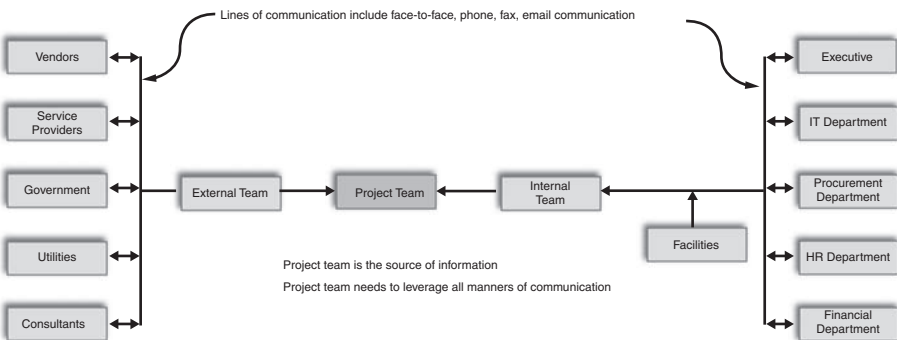 Lines of communication include face-to-face, phone, fax, email communication
Vendors
Service
Providers
Government
Utilities
Consultants
External Team
Project Team
Internal
Team
Facilities
Executive
IT Department
Procurement
Department
HR Department
Financial
Department
Project team is the source of information
Project team needs to leverage all manners of communication